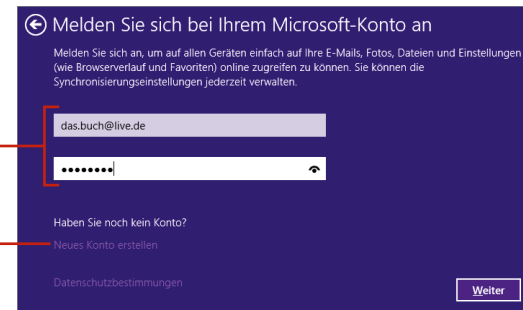 Melden Sie sich bei Ihrem Microsoft-Konto an
Melden Sie sich an, um auf allen Geräten einfach auf Ihre E-Mails, Fotos, Dateien und Einstellungen
(wie Browserverlauf und Favoriten) online zugreifen zu können. Sie können die
Synchronisierungseinstellungen jederzeit verwalten.
das.buch@live.de
••••••••
Haben Sie noch kein Konto?
Neues Konto erstellen
Datenschutzbestimmungen
Weiter